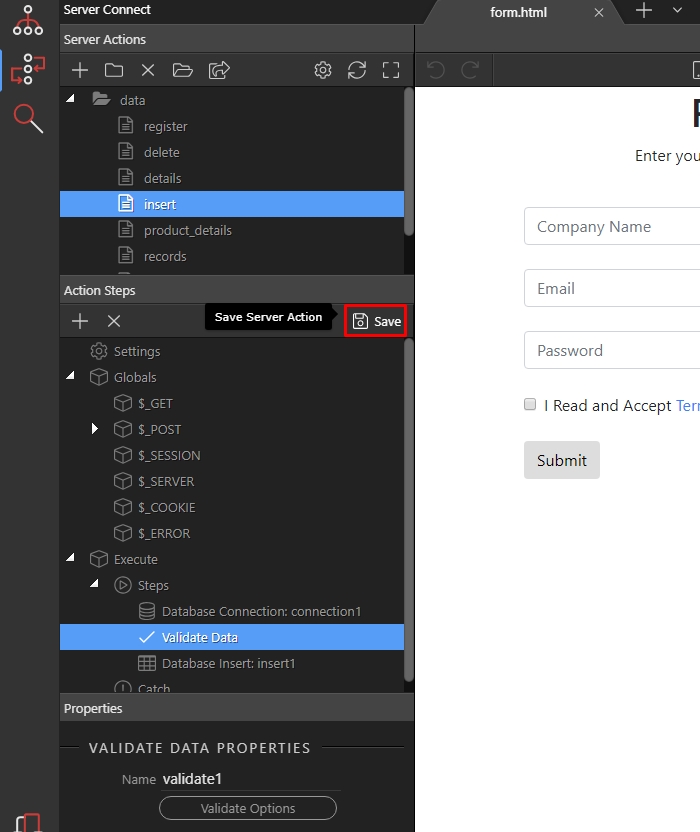 Server Connect
form.html
Server Actions
data
register
delete
details
insert
product_details
records
Action Steps
Save Server Action
Save
Settings
Globals
$_GET
$_POST
$_SESSION
$_SERVER
$_COOKIE
$_ERROR
Execute
Steps
Database Connection: connection1
Validate Data
Database Insert: insert1
Catch
Properties
VALIDATE DATA PROPERTIES
Name validate1
Validate Options
Enter you
Company Name
Email
Password
I Read and Accept Terr
Submit